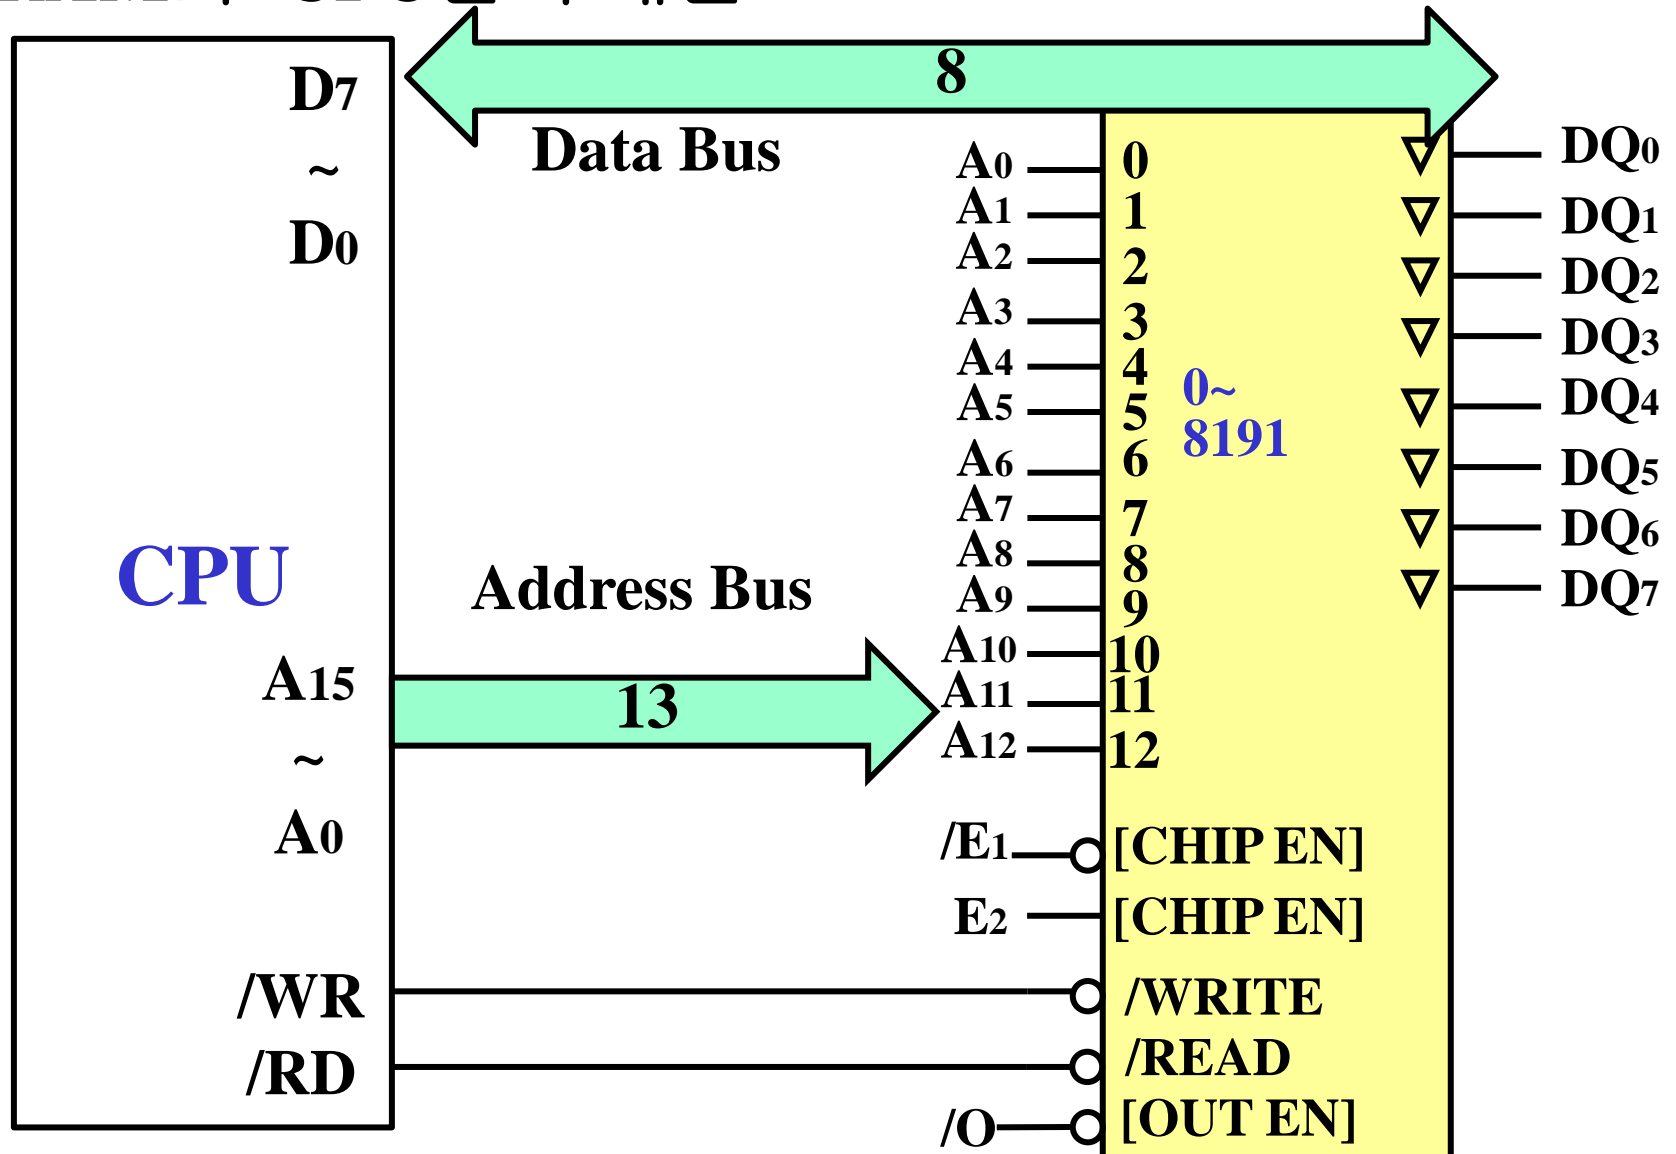 8
D7
~
D0
Data Bus
CPU
Address Bus
A15
~
A0
13
/WR
/RD
A0
A1
A2
A3
A4
A5
A6
A7
A8
A9
A10
A11
A12
/E1
E2
/O
0
1
2
3
4
5
6
7
8
9
10
11
12
0~
8191
[CHIP EN]
[CHIP EN]
/WRITE
/READ
[OUT EN]
DQ0
DQ1
DQ2
DQ3
DQ4
DQ5
DQ6
DQ7